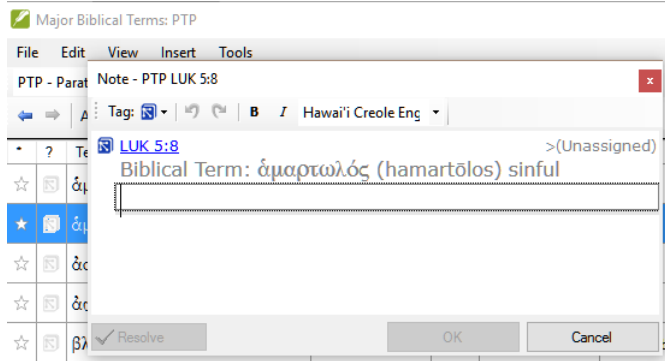 Major Biblical Terms: PTP
File Edit View Insert Tools
PTP - Parat
Note - PTP LUK 5:8
x
Tag: B I Hawai'i Creole Eng
? Te
LUK 5:8 >(Unassigned)
Biblical Term: ἁμαρτωλός (hamartōlos) sinful
Resolve OK Cancel